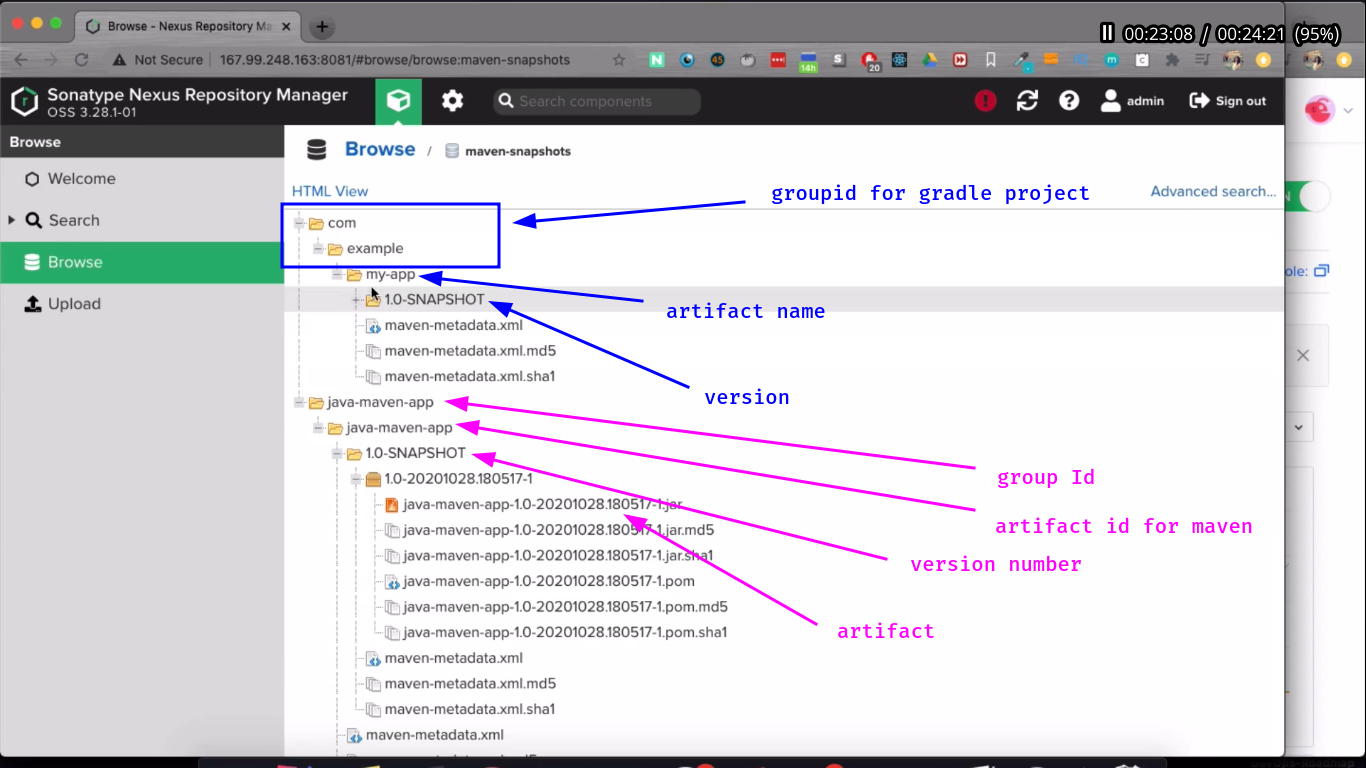 Browse - Nexus Repository Ma
00:23:08 / 00:24:21 (95%)
Not Secure 167.99.248.163:8081/#browse/browse:maven-snapshots
45 14h S 20 m C
Sonatype Nexus Repository Manager
OSS 3.28.1-01
Search components
admin
Sign out
Browse
Welcome
Search
Browse
Upload
Browse / maven-snapshots
HTML View
Advanced search...
groupid for gradle project
com
example
my-app
1.0-SNAPSHOT
artifact name
maven-metadata.xml
maven-metadata.xml.md5
maven-metadata.xml.sha1
version
java-maven-app
java-maven-app
1.0-SNAPSHOT
group Id
1.0-20201028.180517-1
java-maven-app-1.0-20201028.180517-1.jar
artifact id for maven
java-maven-app-1.0-20201028.180517-1.jar.md5
java-maven-app-1.0-20201028.180517-1.jar.sha1
version number
java-maven-app-1.0-20201028.180517-1.pom
java-maven-app-1.0-20201028.180517-1.pom.md5
java-maven-app-1.0-20201028.180517-1.pom.sha1
artifact
maven-metadata.xml
maven-metadata.xml.md5
maven-metadata.xml.sha1
maven-metadata.xml
ole: